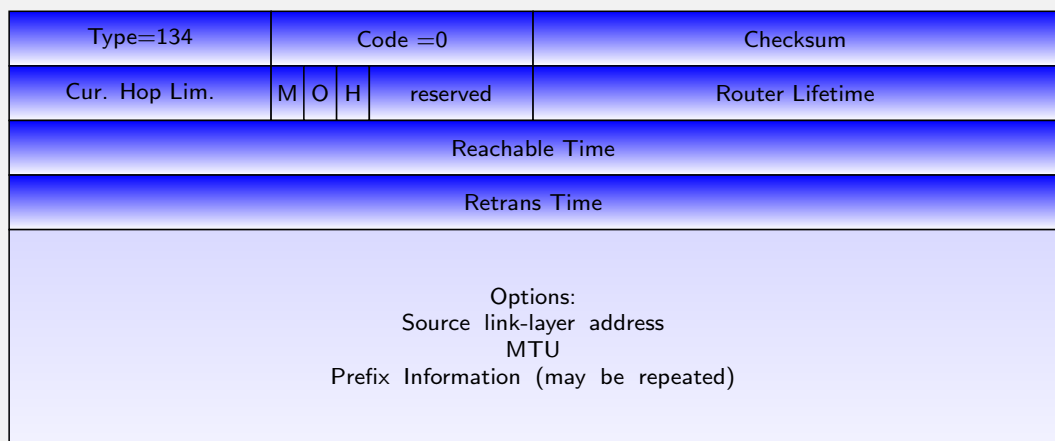 Type=134 Code =0 Checksum
Cur. Hop Lim. M O H reserved Router Lifetime
Reachable Time
Retrans Time
Options:
Source link-layer address
MTU
Prefix Information (may be repeated)